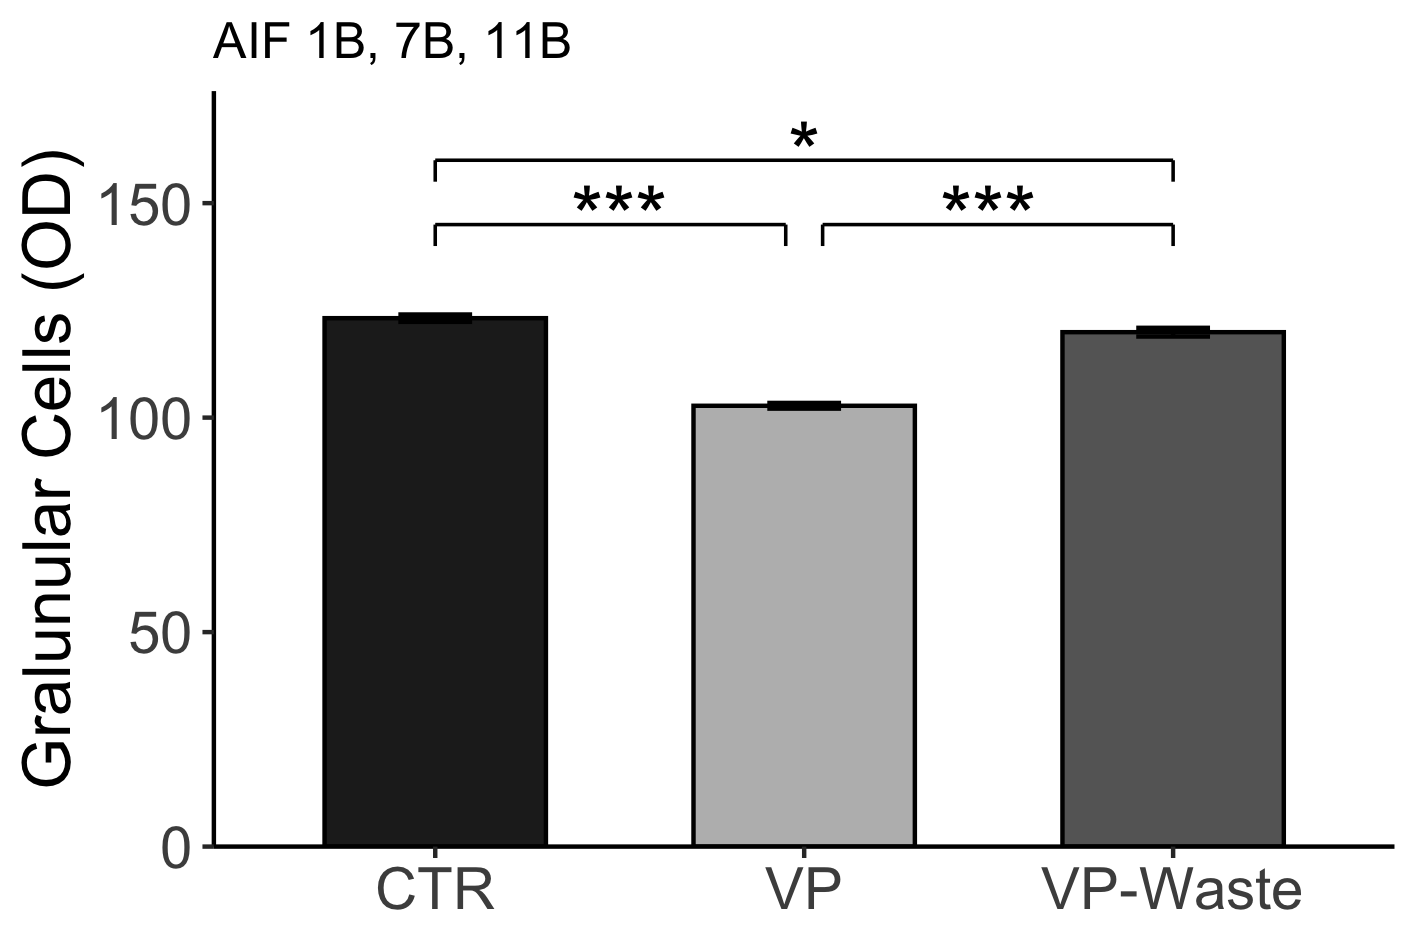 AIF 1B, 7B, 11B
Gralunular Cells (OD)
*
150
*** ***
100
50
0
CTR VP VP-Waste